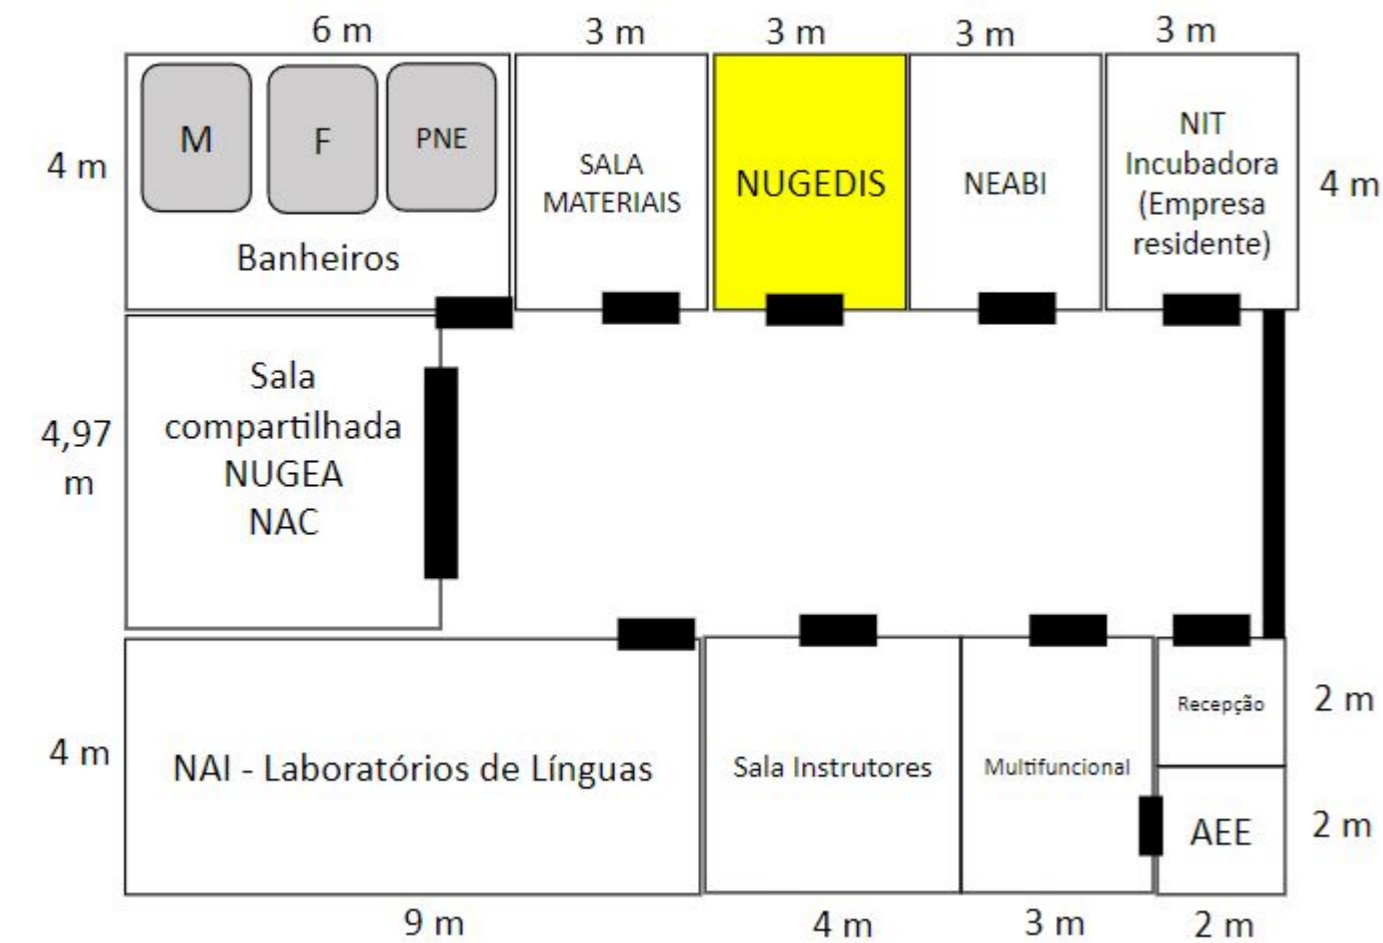 6 m
3 m
3 m
3 m
3 m
4 m
M
F
PNE
Banheiros
SALA
MATERIAIS
NUGEDIS
NEABI
NIT
Incubadora
(Empresa
residente)
4 m
4,97
m
Sala
compartilhada
NUGEA
NAC
4 m
NAI - Laboratórios de Línguas
Sala Instrutores
Multifuncional
Recepção
2 m
AEE
2 m
9 m
4 m
3 m
2 m